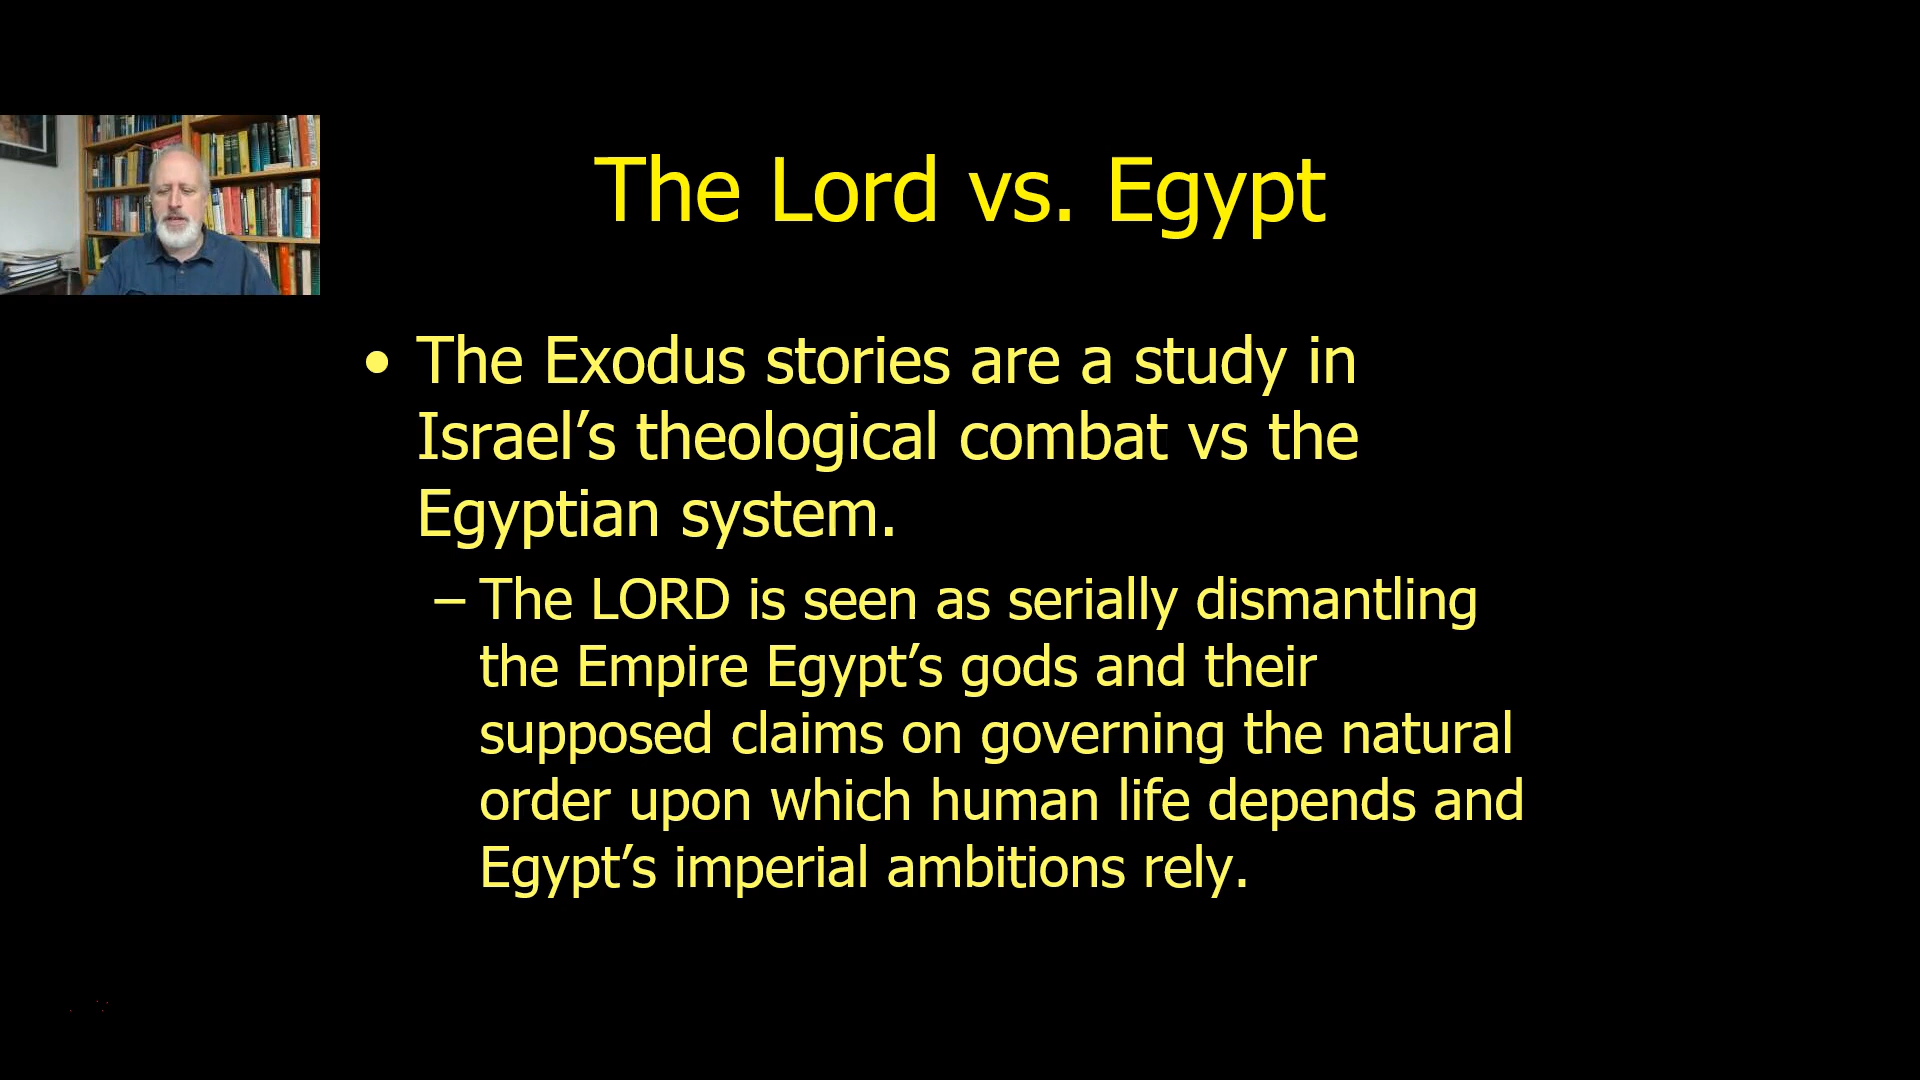 The Lord vs. Egypt
• The Exodus stories are a study in
Israel’s theological combat vs the
Egyptian system.
– The LORD is seen as serially dismantling
the Empire Egypt’s gods and their
supposed claims on governing the natural
order upon which human life depends and
Egypt’s imperial ambitions rely.